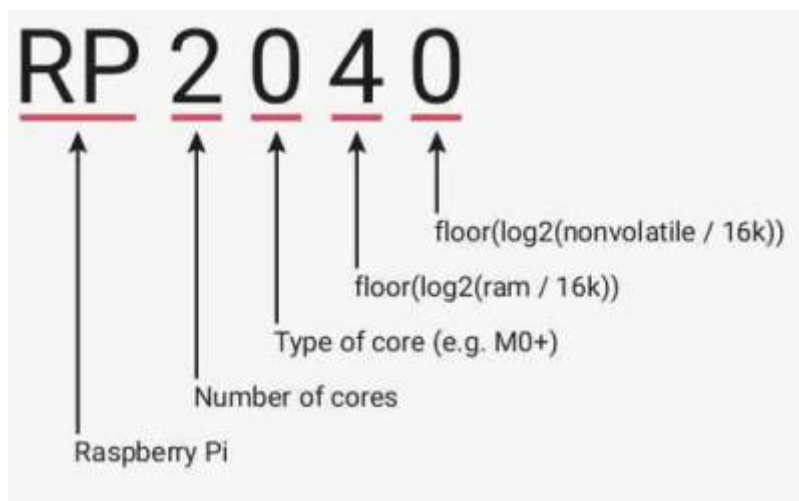 RP2040
floor(log2(nonvolatile / 16k))
floor(log2(ram / 16k))
Type of core (e.g. M0+)
Number of cores
Raspberry Pi